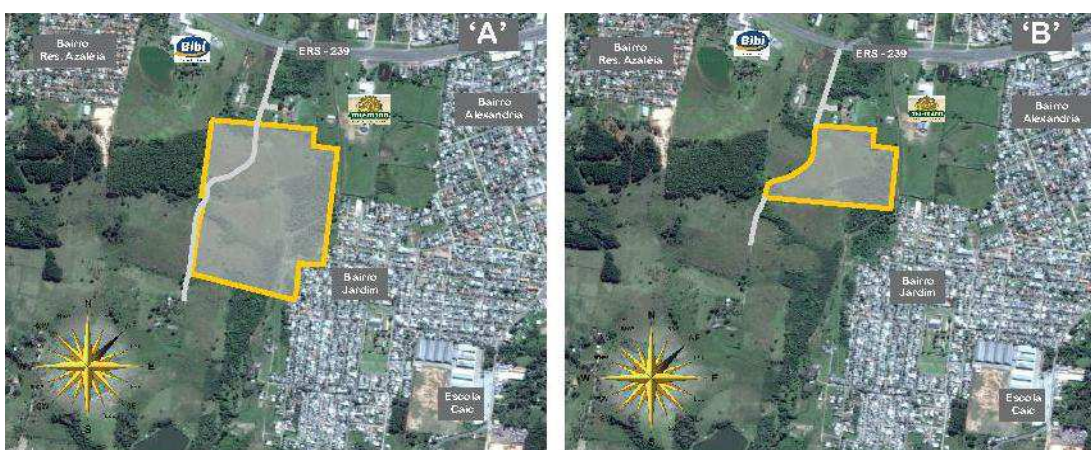 'A'
Bairro
Res. Azaléia
Bibi
ERS - 239
Bairro
Alexandria
Bairro
Jardim
Escola
Caic
N
S
'B'
Bairro
Res. Azaléia
Bibi
ERS - 239
Bairro
Alexandria
Bairro
Jardim
Escola
Caic
N
W
E
S